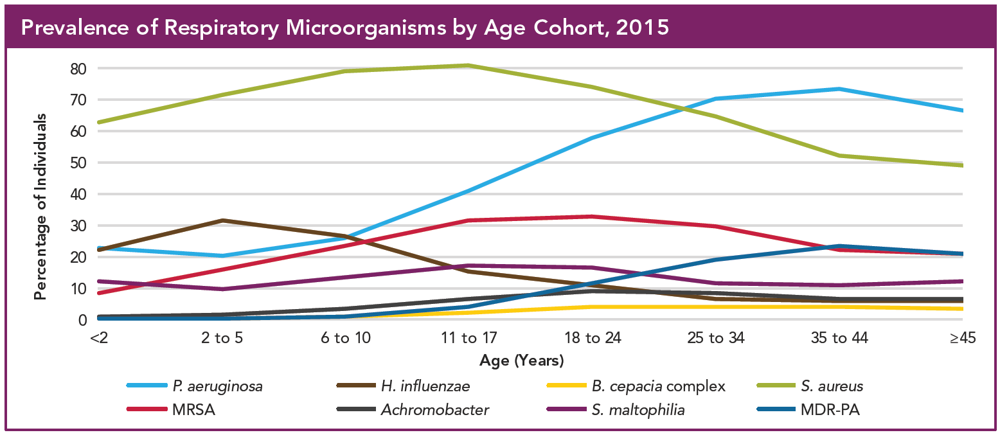 Prevalence of Respiratory Microorganisms by Age Cohort, 2015
Percentage of Individuals
80
70
60
50
40
30
20
10
0
<2 2 to 5 6 to 10 11 to 17 18 to 24 25 to 34 35 to 44 ≥45
Age (Years)
P. aeruginosa H. influenzae B. cepacia complex S. aureus
MRSA Achromobacter S. maltophilia MDR-PA